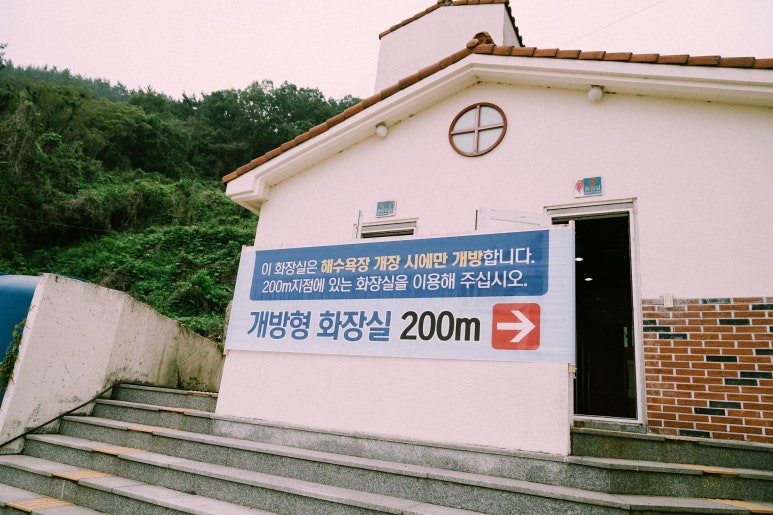 이 화장실은 해수욕장 개장 시에만 개방합니다.
200m지점에 있는 화장실을 이용해 주십시오.
개방형 화장실 200m